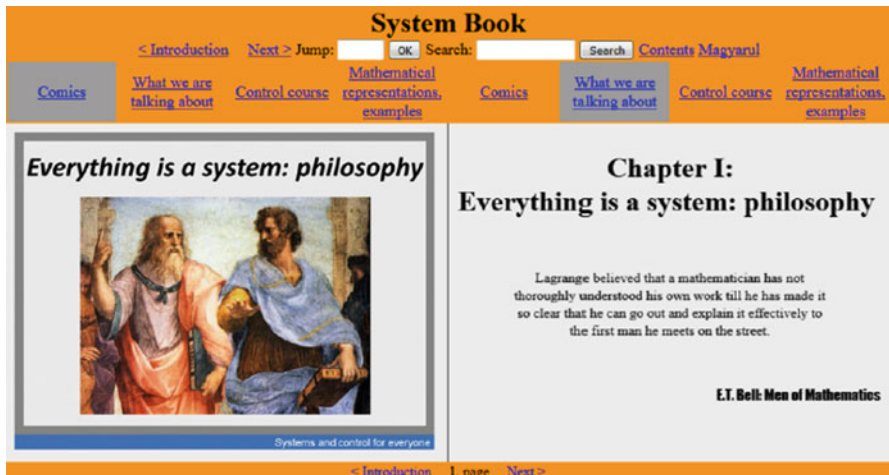 System Book
< Introduction Next > Jump: OK Search: Search Contents Magyarul
Comics
What we are
talking about
Control course
Mathematical
representations,
examples
Comics
What we are
talking about
Control course
Mathematical
representations,
examples
Everything is a system: philosophy
Systems and control for everyone
Chapter I:
Everything is a system: philosophy
Lagrange believed that a mathematician has not
thoroughly understood his own work till he has made it
so clear that he can go out and explain it effectively to
the first man he meets on the street.
E.T. Bell: Men of Mathematics
< Introduction 1. page Next >